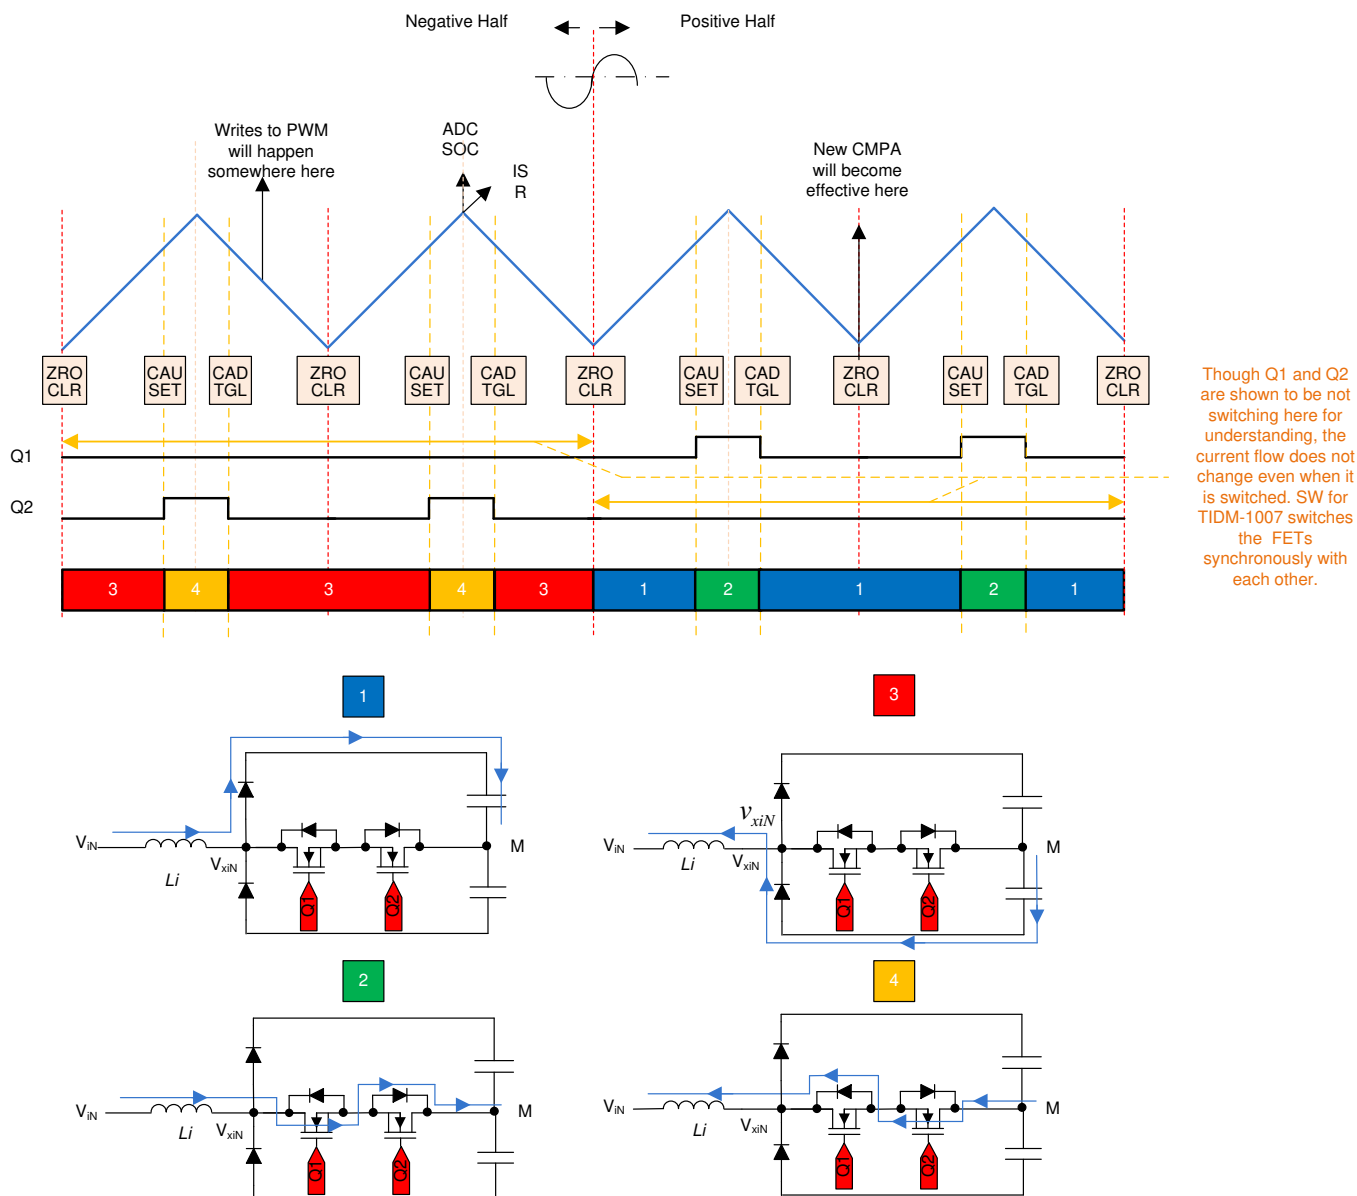 Negative Half
Positive Half
Writes to PWM
will happen
somewhere here
ADC
SOC
IS
R
New CMPA
will become
effective here
ZRO
CLR
CAU
SET
CAD
TGL
ZRO
CLR
CAU
SET
CAD
TGL
ZRO
CLR
CAU
SET
CAD
TGL
ZRO
CLR
CAU
SET
CAD
TGL
ZRO
CLR
Though Q1 and Q2
are shown to be not
switching here for
understanding, the
current flow does not
change even when it
is switched. SW for
TIDM-1007 switches
the FETs
synchronously with
each other.
Q1
Q2
3
4
3
4
3
1
2
1
2
1
1
ViN
Li
VxiN
Q1
Q2
M
3
vxiN
ViN
Li
VxiN
Q1
Q2
M
2
ViN
Li
VxiN
Q1
Q2
M
4
ViN
Li
VxiN
Q1
Q2
M